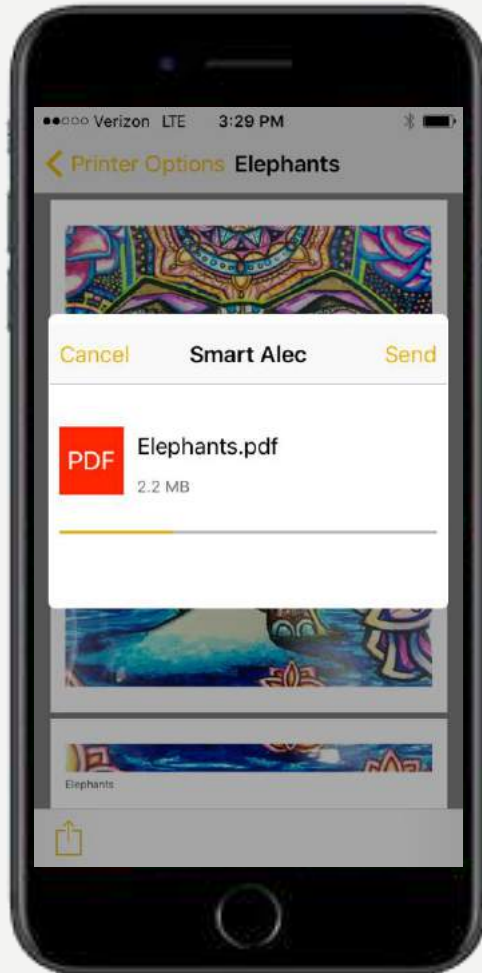 Verizon LTE 3:29 PM
Printer Options Elephants
Cancel Smart Alec Send
PDF Elephants.pdf
2.2 MB
Elephants